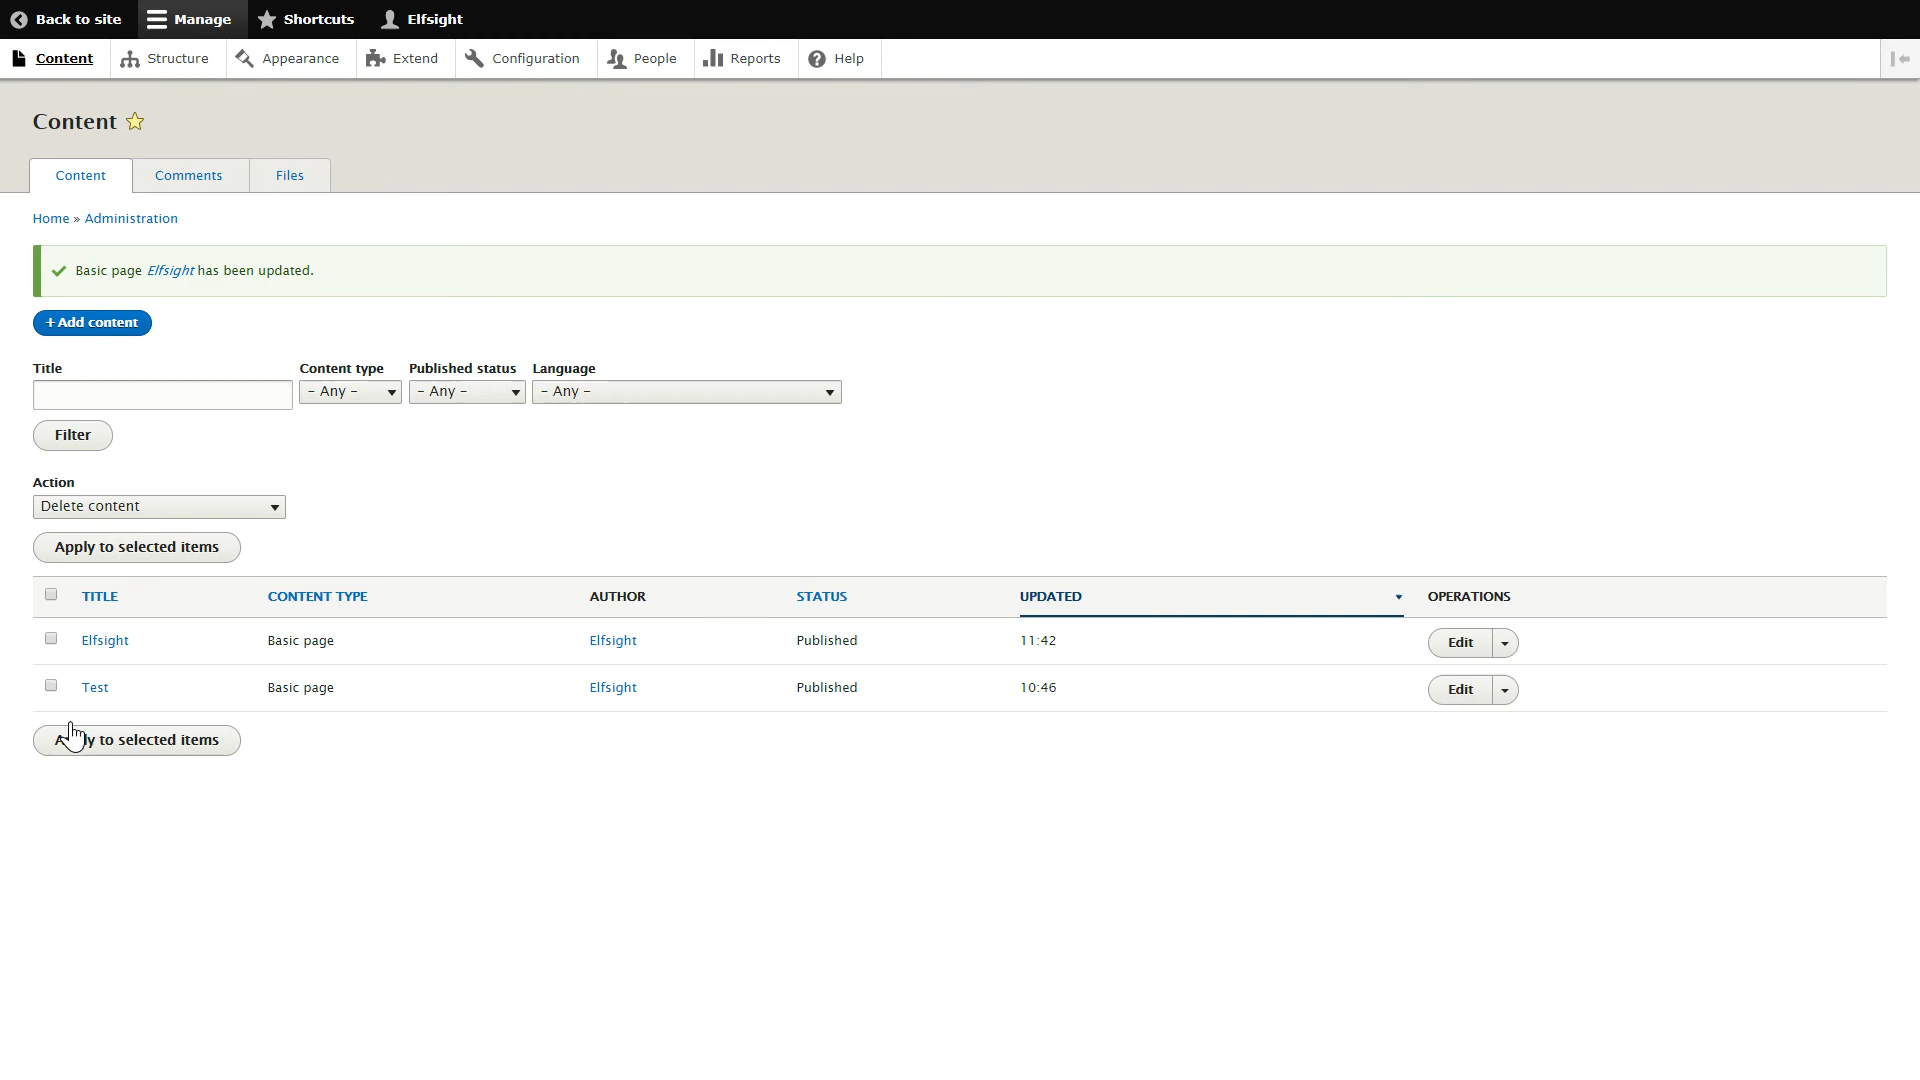 Back to site Manage Shortcuts Elfsight
Content Structure Appearance Extend Configuration People Reports Help
Content
Content Comments Files
Home » Administration
Basic page Elfsight has been updated.
+ Add content
Title Content type Published status Language
- Any - - Any - - Any -
Filter
Action
Delete content
Apply to selected items
TITLE CONTENT TYPE AUTHOR STATUS UPDATED OPERATIONS
Elfsight Basic page Elfsight Published 11:42 Edit
Test Basic page Elfsight Published 10:46 Edit
Apply to selected items